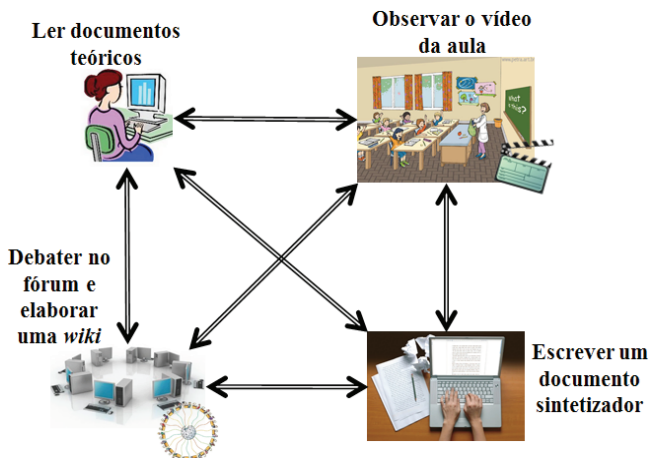 Ler documentos
teóricos
Observar o vídeo
da aula
Debater no
fórum e
elaborar
uma wiki
Escrever um
documento
sintetizador